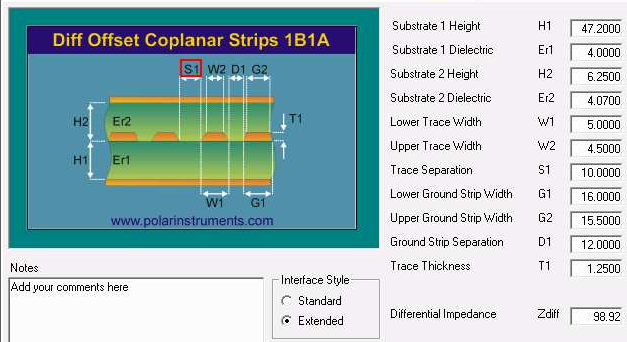 Diff Offset Coplanar Strips 1B1A
S1 W2 D1 G2
H2 Er2 T1
H1 Er1
W1 G1
www.polarinstruments.com
Substrate 1 Height H1 47.2000
Substrate 1 Dielectric Er1 4.0000
Substrate 2 Height H2 6.2500
Substrate 2 Dielectric Er2 4.0700
Lower Trace Width W1 5.0000
Upper Trace Width W2 4.5000
Trace Separation S1 10.0000
Lower Ground Strip Width G1 16.0000
Upper Ground Strip Width G2 15.5000
Ground Strip Separation D1 12.0000
Trace Thickness T1 1.2500
Differential Impedance Zdiff 98.92
Notes
Add your comments here
Interface Style
Standard
Extended